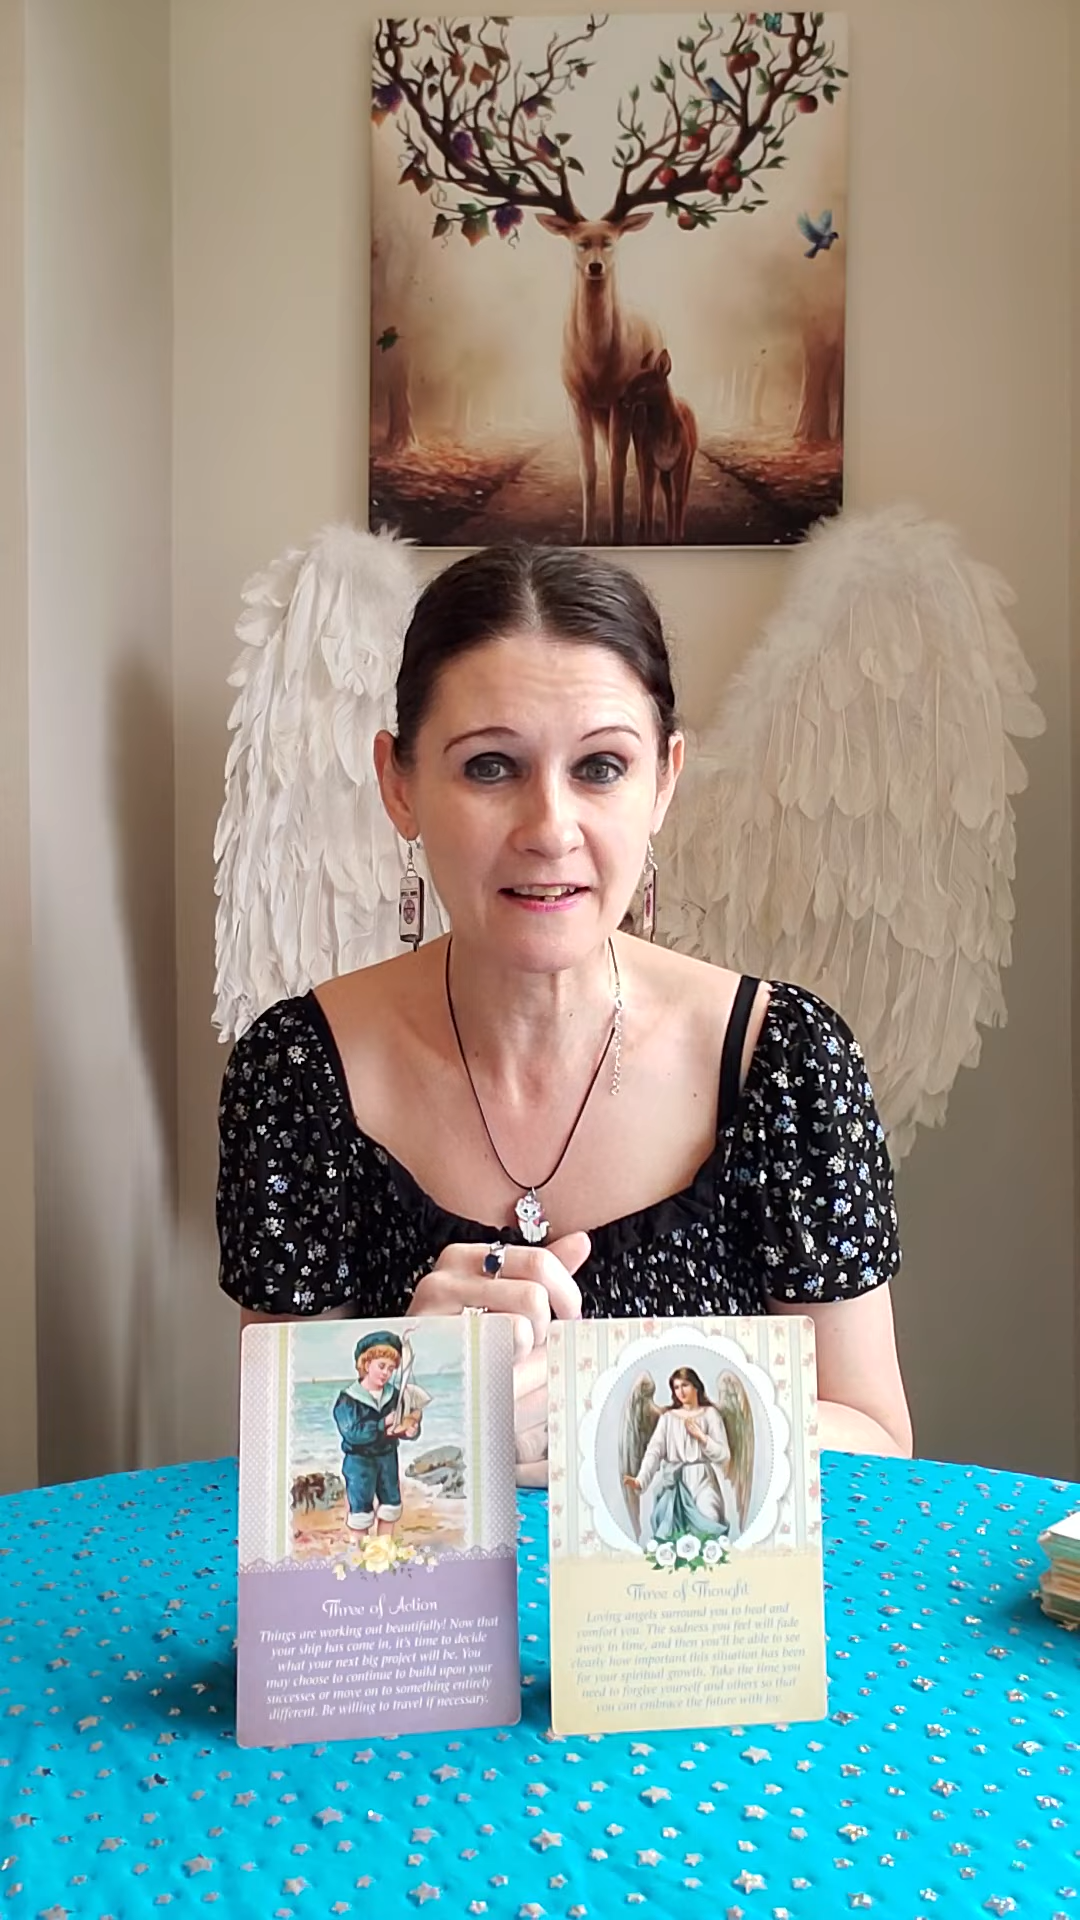 Three of Action
Things are working out beautifully! Now that
your ship has come in, it's time to decide
what your next big project will be. You
may choose to continue to build upon your
successes or move on to something entirely
different. Be willing to travel if necessary.
Three of Thought
Loving angels surround you to heal and
comfort you. The sadness you feel will fade
away in time, and then you'll be able to see
clearly how important this situation has been
for your spiritual growth. Take the time you
need to forgive yourself and others so that
you can embrace the future with joy.